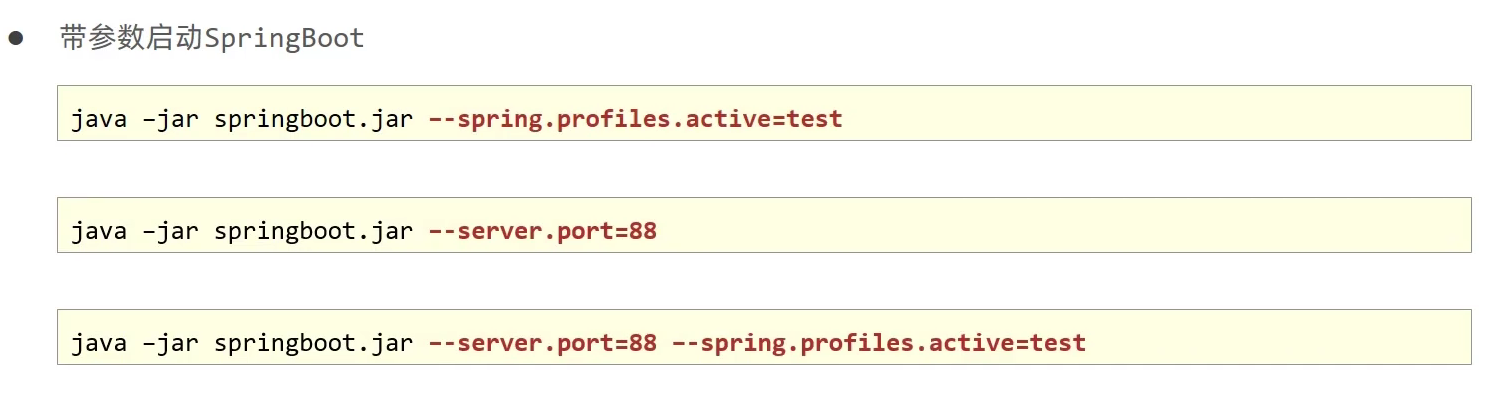 ● 带参数启动SpringBoot
java –jar springboot.jar –-spring.profiles.active=test
java –jar springboot.jar –-server.port=88
java –jar springboot.jar –-server.port=88 –-spring.profiles.active=test